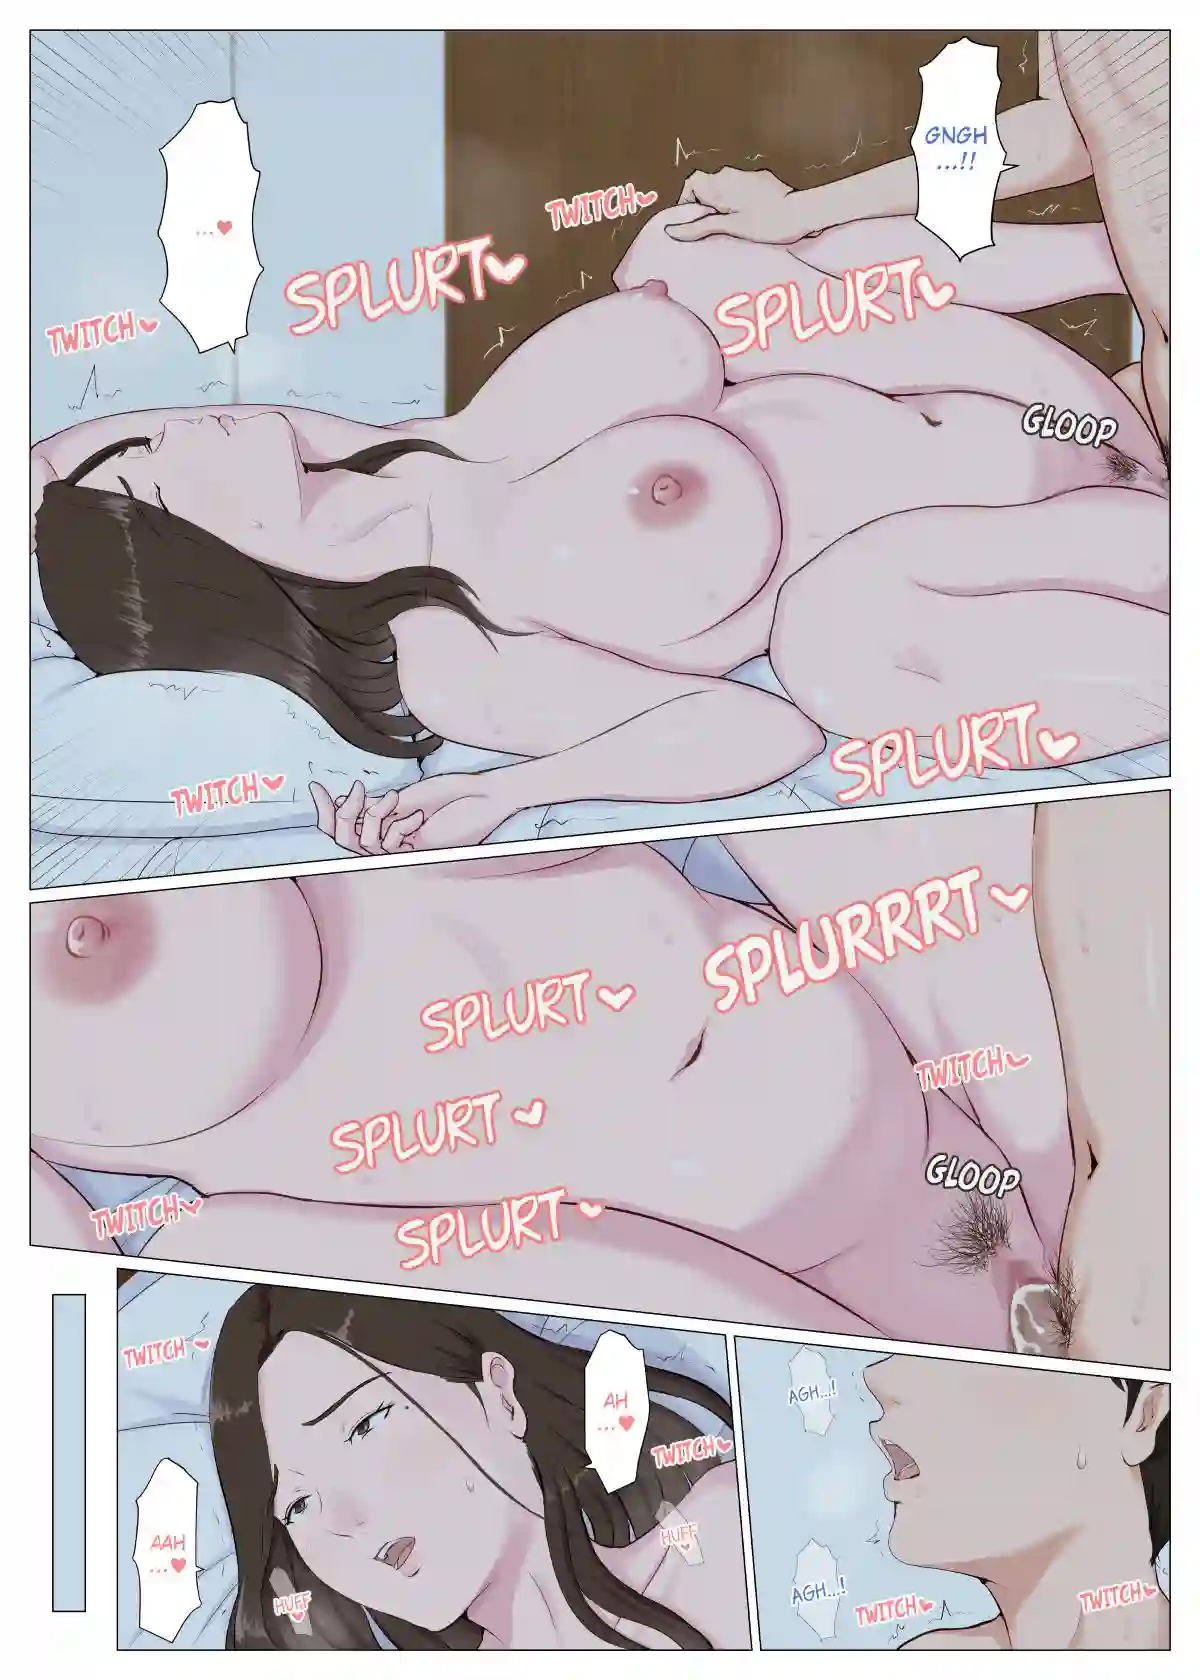 GNGH
...!!
...♥
TWITCH♥
SPLURT♥
SPLURT♥
TWITCH♥
GLOOP
SPLURT♥
TWITCH♥
SPLURRRT♥
SPLURT♥
TWITCH♥
SPLURT♥
GLOOP
TWITCH♥
SPLURT♥
TWITCH♥
AH
...♥
TWITCH♥
HUFF
♥
AAH
...♥
HUFF
♥
AGH...!
AGH...!
TWITCH♥
TWITCH♥